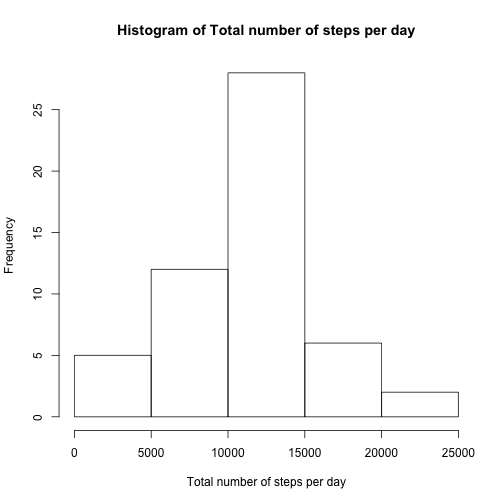 Histogram of Total number of steps per day
Frequency
25
20
15
10
5
0
0 5000 10000 15000 20000 25000
Total number of steps per day